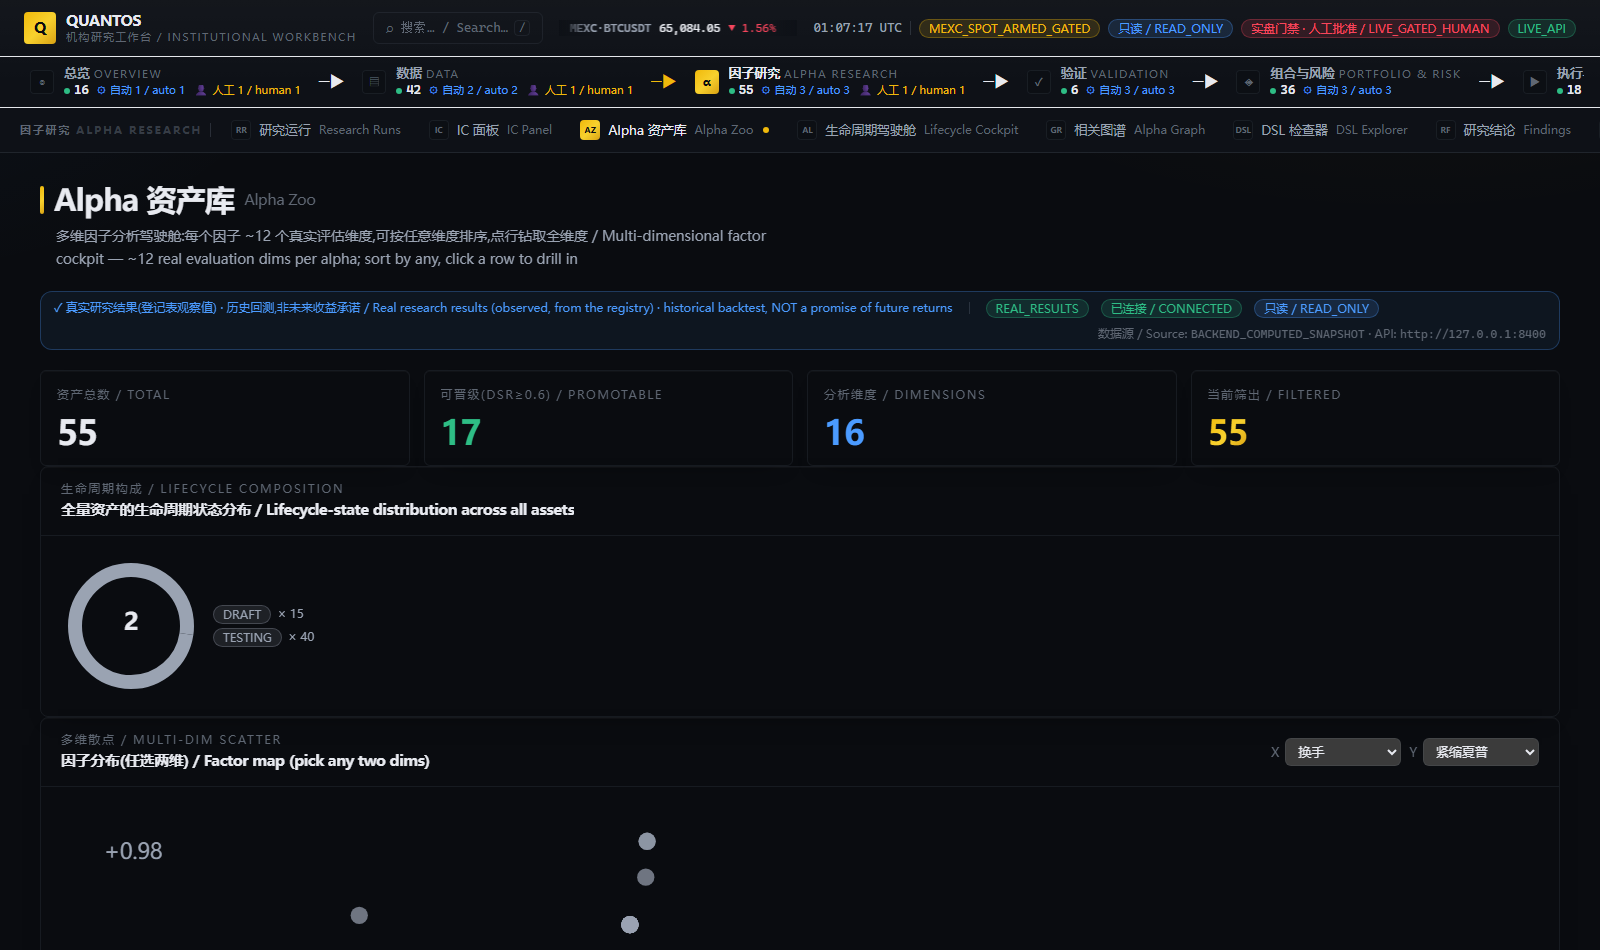 Q QUANTOS
机构研究工作台 / INSTITUTIONAL WORKBENCH
搜索… / Search… /
MEXC·BTCUSDT 65,084.05 ▼ 1.56%
01:07:17 UTC
MEXC_SPOT_ARMED_GATED
只读 / READ_ONLY
实盘门禁 · 人工批准 / LIVE_GATED_HUMAN
LIVE_API
总览 OVERVIEW
16 自动 1 / auto 1 人工 1 / human 1
数据 DATA
42 自动 2 / auto 2 人工 1 / human 1
α 因子研究 ALPHA RESEARCH
55 自动 3 / auto 3 人工 1 / human 1
✓ 验证 VALIDATION
6 自动 3 / auto 3
组合与风险 PORTFOLIO & RISK
36 自动 3 / auto 3
执行
18
因子研究 ALPHA RESEARCH
RR 研究运行 Research Runs
IC IC 面板 IC Panel
AZ Alpha 资产库 Alpha Zoo
AL 生命周期驾驶舱 Lifecycle Cockpit
GR 相关图谱 Alpha Graph
DSL DSL 检查器 DSL Explorer
RF 研究结论 Findings
Alpha 资产库 Alpha Zoo
多维因子分析驾驶舱:每个因子 ~12 个真实评估维度,可按任意维度排序,点行钻取全维度 / Multi-dimensional factor
cockpit — ~12 real evaluation dims per alpha; sort by any, click a row to drill in
✓ 真实研究结果(登记表观察值) · 历史回测,非未来收益承诺 / Real research results (observed, from the registry) · historical backtest, NOT a promise of future returns
REAL_RESULTS
已连接 / CONNECTED
只读 / READ_ONLY
数据源 / Source: BACKEND_COMPUTED_SNAPSHOT · API: http://127.0.0.1:8400
资产总数 / TOTAL
55
可晋级(DSR≥0.6) / PROMOTABLE
17
分析维度 / DIMENSIONS
16
当前筛出 / FILTERED
55
生命周期构成 / LIFECYCLE COMPOSITION
全量资产的生命周期状态分布 / Lifecycle-state distribution across all assets
2
DRAFT × 15
TESTING × 40
多维散点 / MULTI-DIM SCATTER
因子分布(任选两维) / Factor map (pick any two dims)
X 换手 Y 紧缩夏普
+0.98